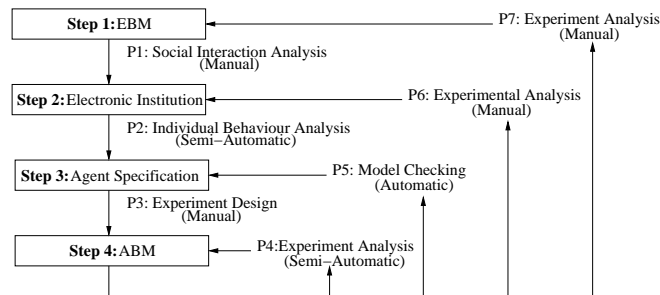 Step 1: EBM
P7: Experiment Analysis
(Manual)
P1: Social Interaction Analysis
(Manual)
Step 2: Electronic Institution
P6: Experimental Analysis
(Manual)
P2: Individual Behaviour Analysis
(Semi−Automatic)
Step 3: Agent Specification
P5: Model Checking
(Automatic)
P3: Experiment Design
(Manual)
Step 4: ABM
P4:Experiment Analysis
(Semi−Automatic)